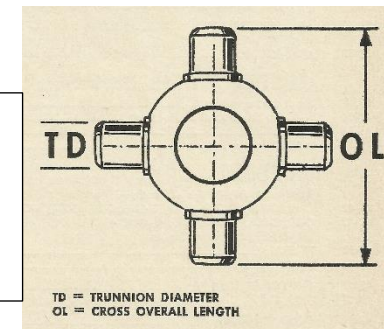 TD
OL
TD = TRUNNION DIAMETER
OL = CROSS OVERALL LENGTH